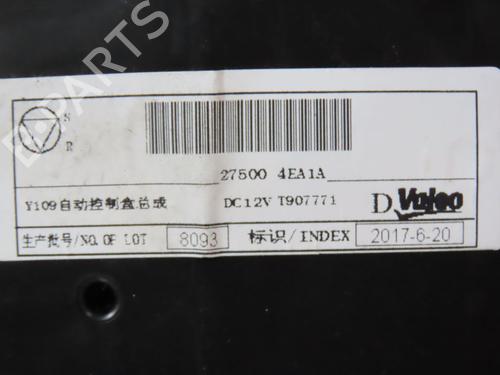 S
R
27500 4EA1A
Y109自动控制盒总成 DC12V T907771 D Valeo
生产批号/NO.OF LOT 8093 标识/INDEX 2017-6-20
B-PARTS